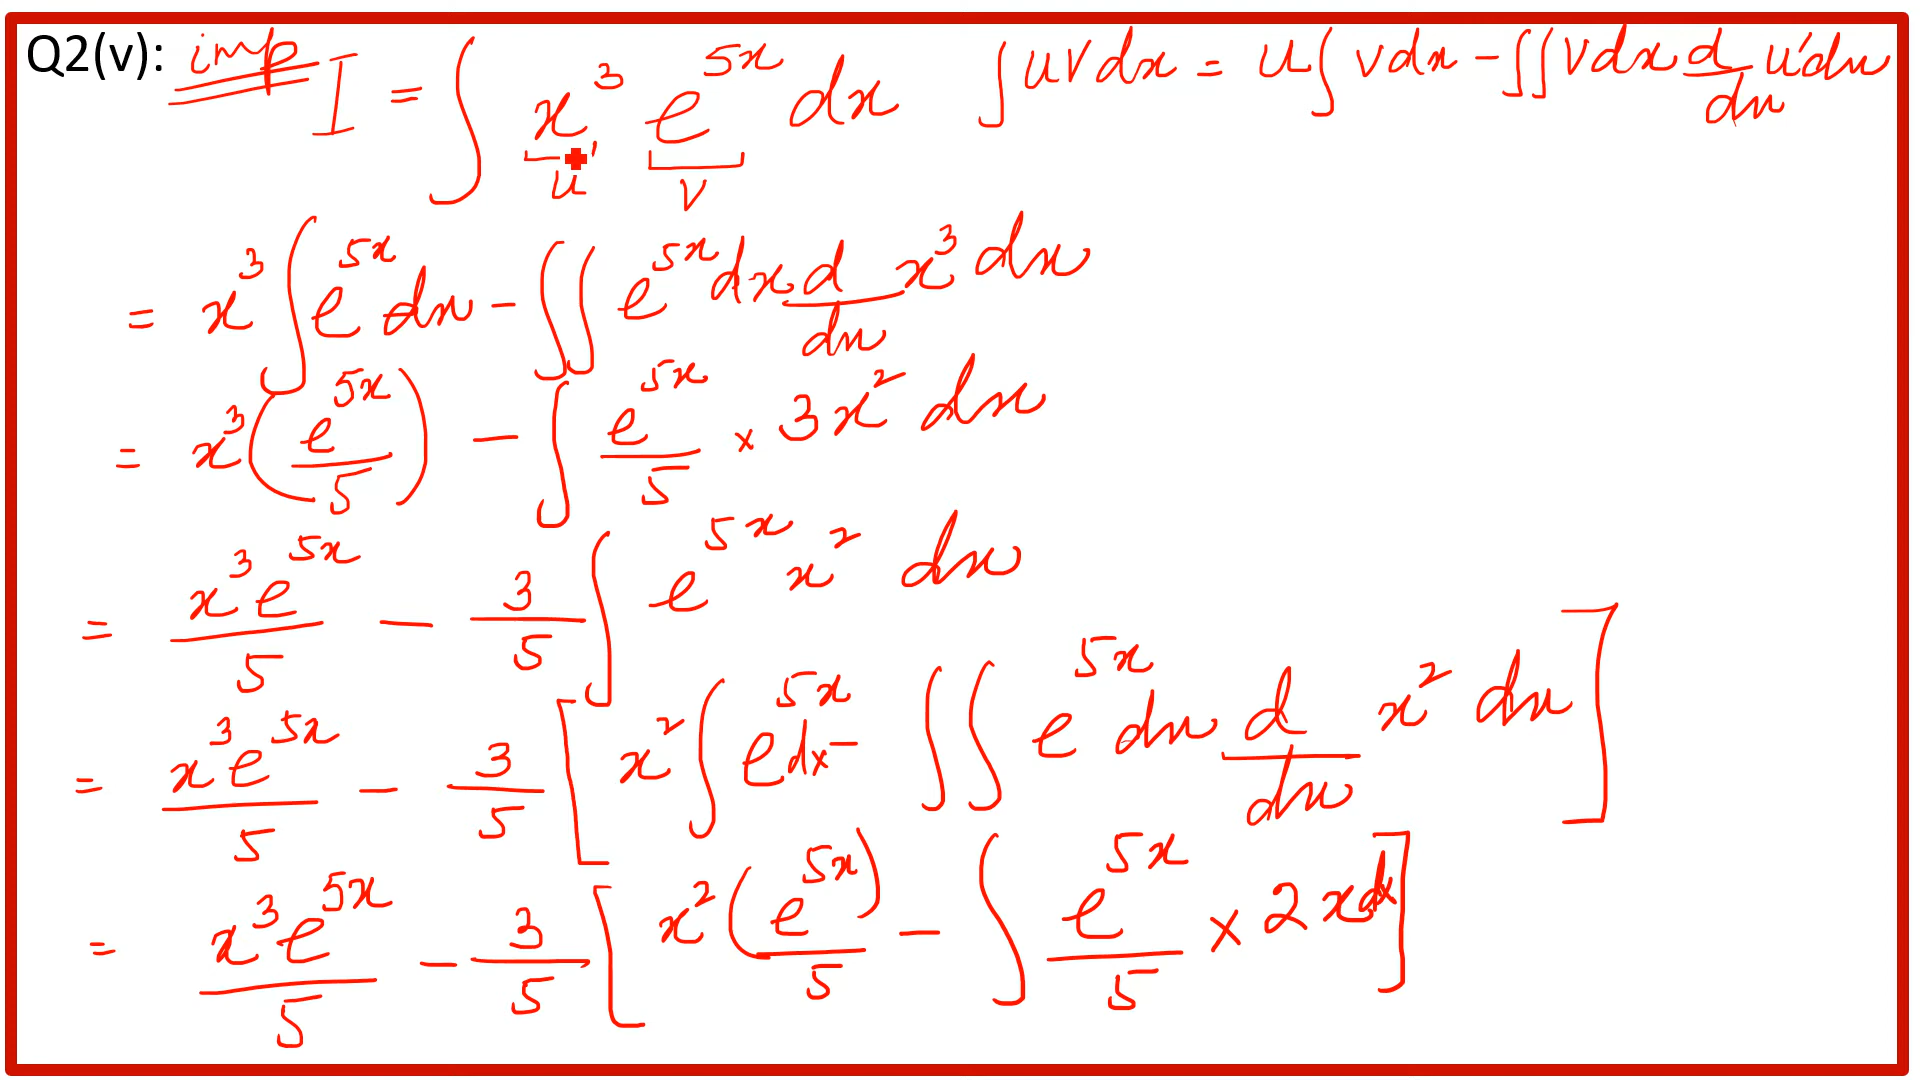 Q2(v): imp I = ∫ x³ e^{5x} dx ∫ u v dx = u ∫ v dx - ∫∫ v dx d/dx u dx
u v
= x³ ∫ e^{5x} dx - ∫∫ e^{5x} dx d/dx x³ dx
= x³ (e^{5x}/5) - ∫ e^{5x}/5 × 3x² dx
= x³e^{5x}/5 - 3/5 ∫ e^{5x} x² dx
= x³e^{5x}/5 - 3/5 [x² ∫ e^{5x} dx - ∫∫ e^{5x} dx d/dx x² dx]
= x³e^{5x}/5 - 3/5 [x² (e^{5x}/5) - ∫ e^{5x}/5 × 2x dx]